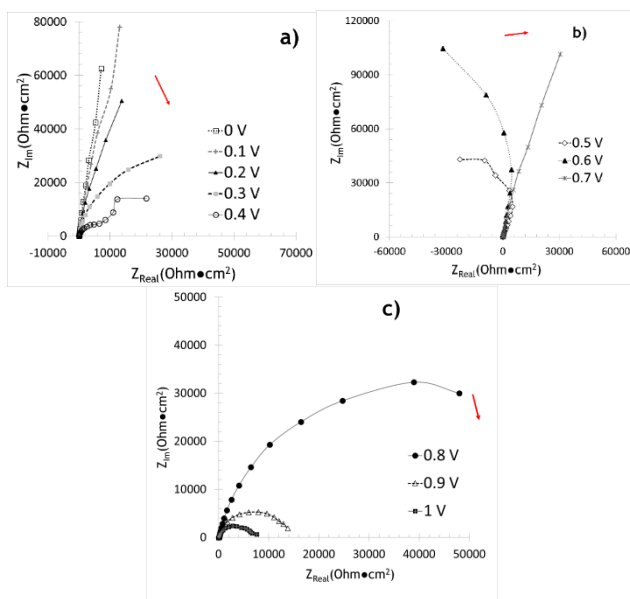 a)
80000
60000
40000
20000
0
Z_Im(Ohm●cm²)
-10000 10000 30000 50000 70000
Z_Real(Ohm●cm²)
0 V
0.1 V
0.2 V
0.3 V
0.4 V
b)
120000
90000
60000
30000
0
Z_Im(Ohm●cm²)
-60000 -30000 0 30000 60000
Z_Real(Ohm●cm²)
0.5 V
0.6 V
0.7 V
c)
50000
40000
30000
20000
10000
0
Z_Im(Ohm●cm²)
0 10000 20000 30000 40000 50000
Z_Real(Ohm●cm²)
0.8 V
0.9 V
1 V